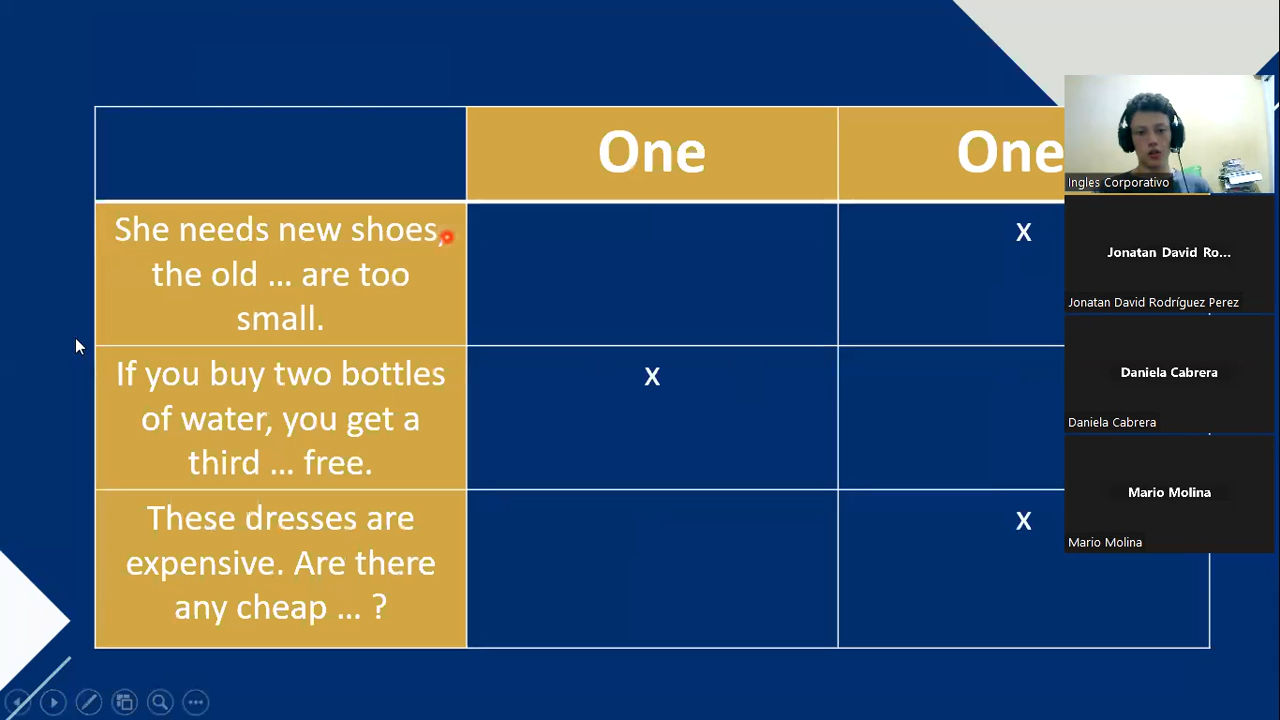 One
One
She needs new shoes,
the old ... are too
small.
x
If you buy two bottles
of water, you get a
third ... free.
x
These dresses are
expensive. Are there
any cheap ... ?
x
Ingles Corporativo
Jonatan David Ro...
Jonatan David Rodríguez Perez
Daniela Cabrera
Daniela Cabrera
Mario Molina
Mario Molina